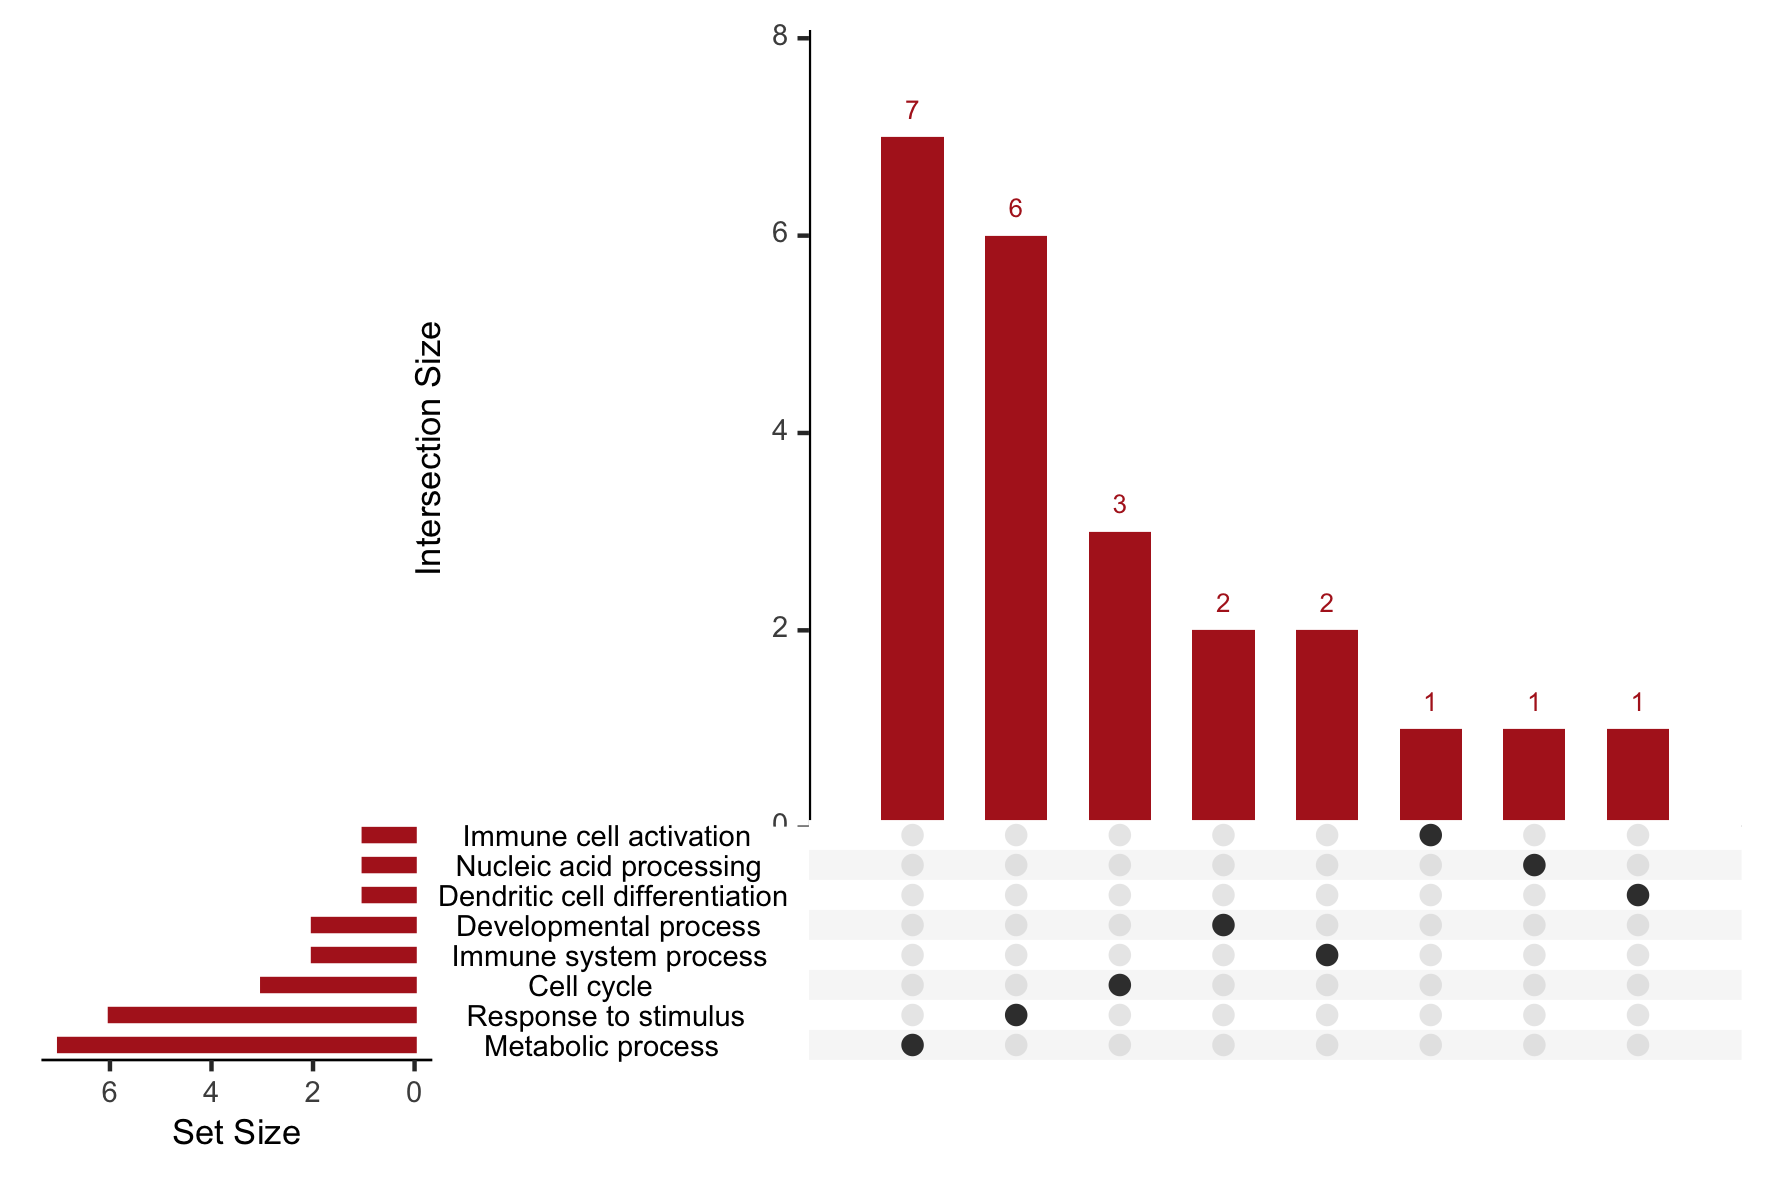 8
7
6
6
Intersection Size
4
3
2
2
2
1
1
1
0
Immune cell activation
Nucleic acid processing
Dendritic cell differentiation
Developmental process
Immune system process
Cell cycle
Response to stimulus
Metabolic process
6 4 2 0
Set Size